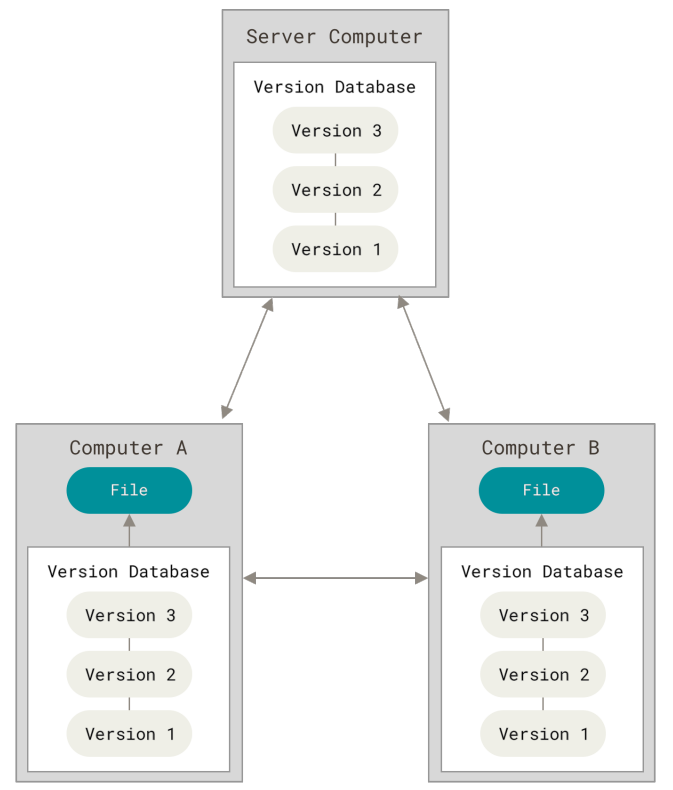 Server Computer
Version Database
Version 3
Version 2
Version 1
Computer A
File
Version Database
Version 3
Version 2
Version 1
Computer B
File
Version Database
Version 3
Version 2
Version 1